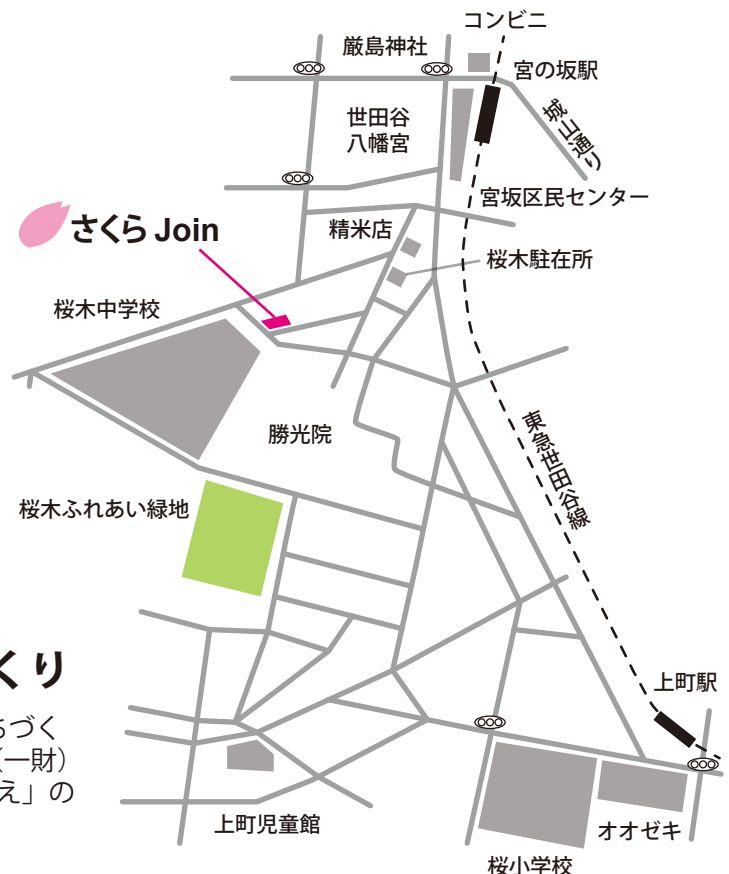 コンビニ
厳島神社
宮の坂駅
城山通り
世田谷
八幡宮
宮坂区民センター
さくら Join
精米店
桜木駐在所
桜木中学校
勝光院
東急世田谷線
桜木ふれあい緑地
くり
ちづく
（一財）
え」の
上町駅
上町児童館
オオゼキ
桜小学校